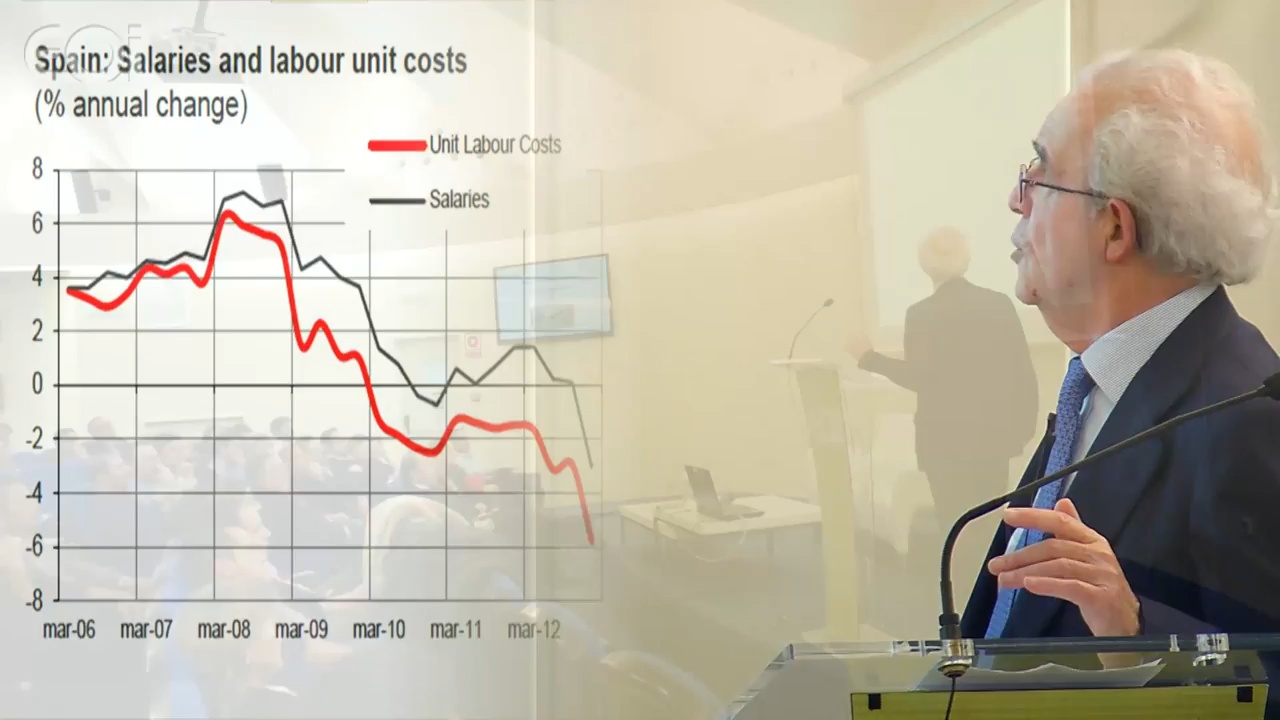 Spain: Salaries and labour unit costs
(% annual change)
Unit Labour Costs
Salaries
8
6
4
2
0
-2
-4
-6
-8
mar-06 mar-07 mar-08 mar-09 mar-10 mar-11 mar-12